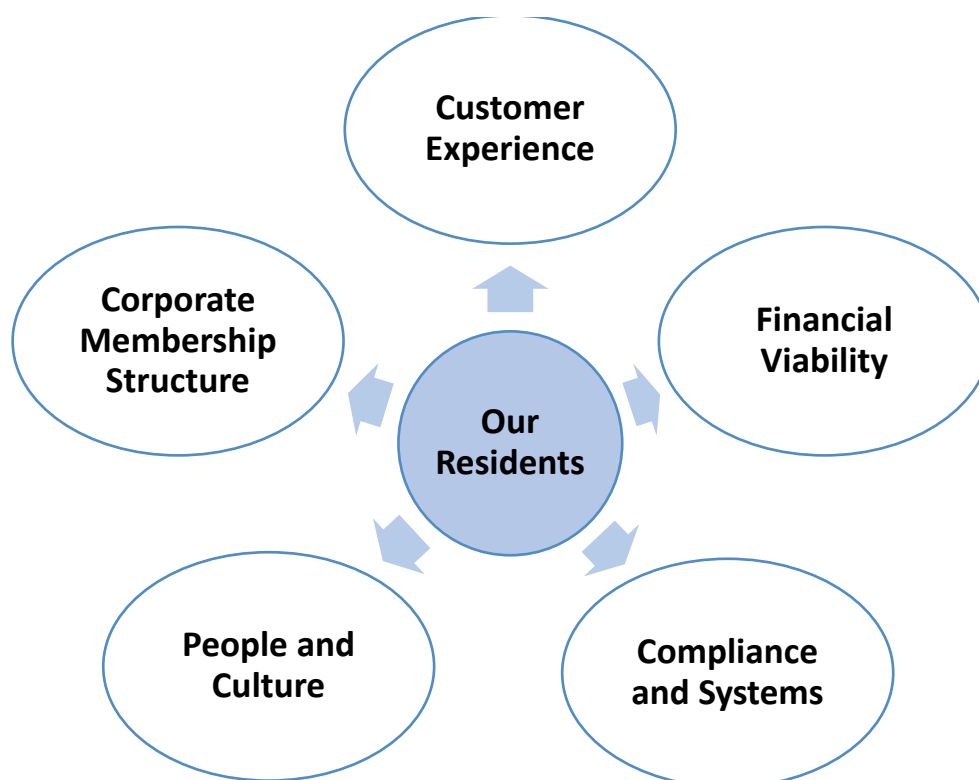 Customer
Experience
Corporate
Membership
Structure
Financial
Viability
Our
Residents
People and
Culture
Compliance
and Systems